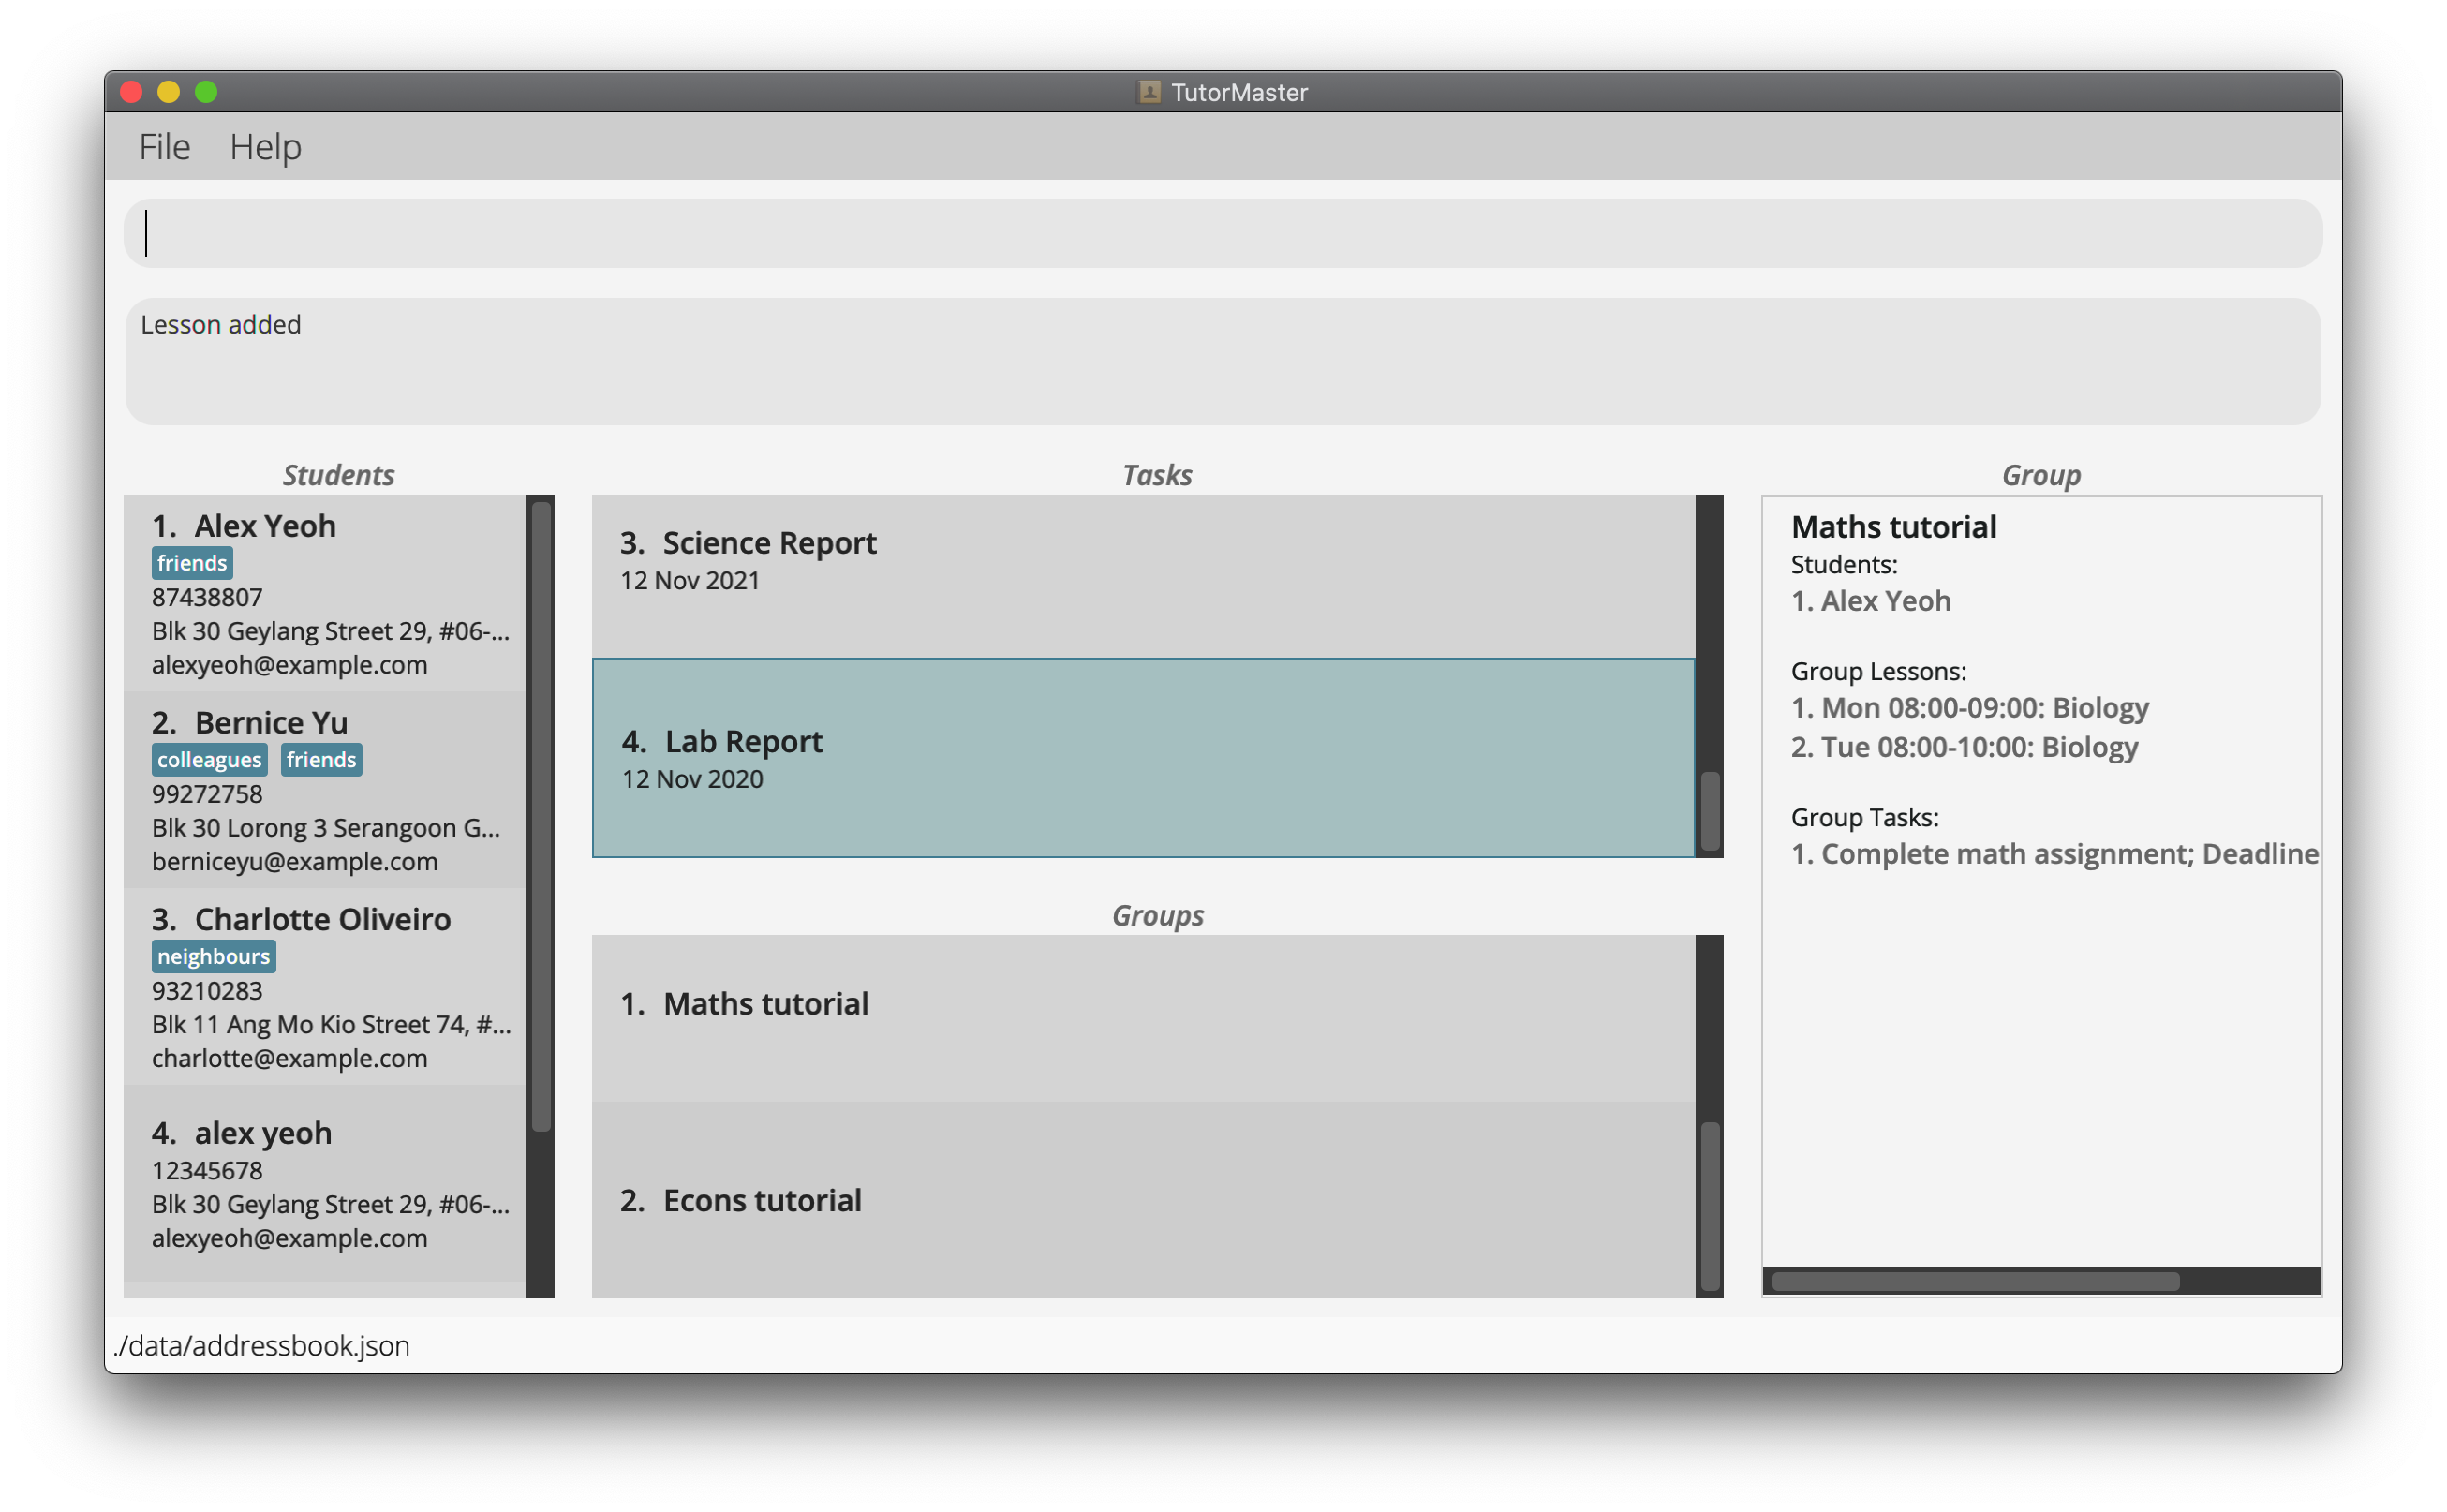 TutorMaster
File Help
Lesson added
Students
1. Alex Yeoh
friends
87438807
Blk 30 Geylang Street 29, #06-...
alexyeoh@example.com
2. Bernice Yu
colleagues friends
99272758
Blk 30 Lorong 3 Serangoon G...
berniceyu@example.com
3. Charlotte Oliveiro
neighbours
93210283
Blk 11 Ang Mo Kio Street 74, #...
charlotte@example.com
4. alex yeoh
12345678
Blk 30 Geylang Street 29, #06-...
alexyeoh@example.com
Tasks
3. Science Report
12 Nov 2021
4. Lab Report
12 Nov 2020
Groups
1. Maths tutorial
2. Econs tutorial
Group
Maths tutorial
Students:
1. Alex Yeoh
Group Lessons:
1. Mon 08:00-09:00: Biology
2. Tue 08:00-10:00: Biology
Group Tasks:
1. Complete math assignment; Deadline
./data/addressbook.json